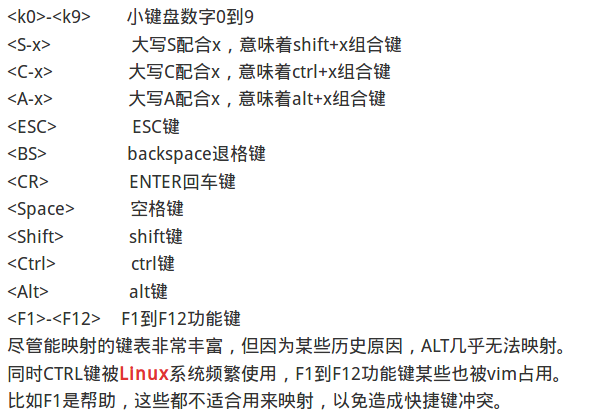 <k0>-<k9> 小键盘数字0到9
<S-x> 大写S配合x，意味着shift+x组合键
<C-x> 大写C配合x，意味着ctrl+x组合键
<A-x> 大写A配合x，意味着alt+x组合键
<ESC> ESC键
<BS> backspace退格键
<CR> ENTER回车键
<Space> 空格键
<Shift> shift键
<Ctrl> ctrl键
<Alt> alt键
<F1>-<F12> F1到F12功能键
尽管能映射的键表非常丰富，但因为某些历史原因，ALT几乎无法映射。
同时CTRL键被Linux系统频繁使用，F1到F12功能键某些也被vim占用。
比如F1是帮助，这些都不适合用来映射，以免造成快捷键冲突。